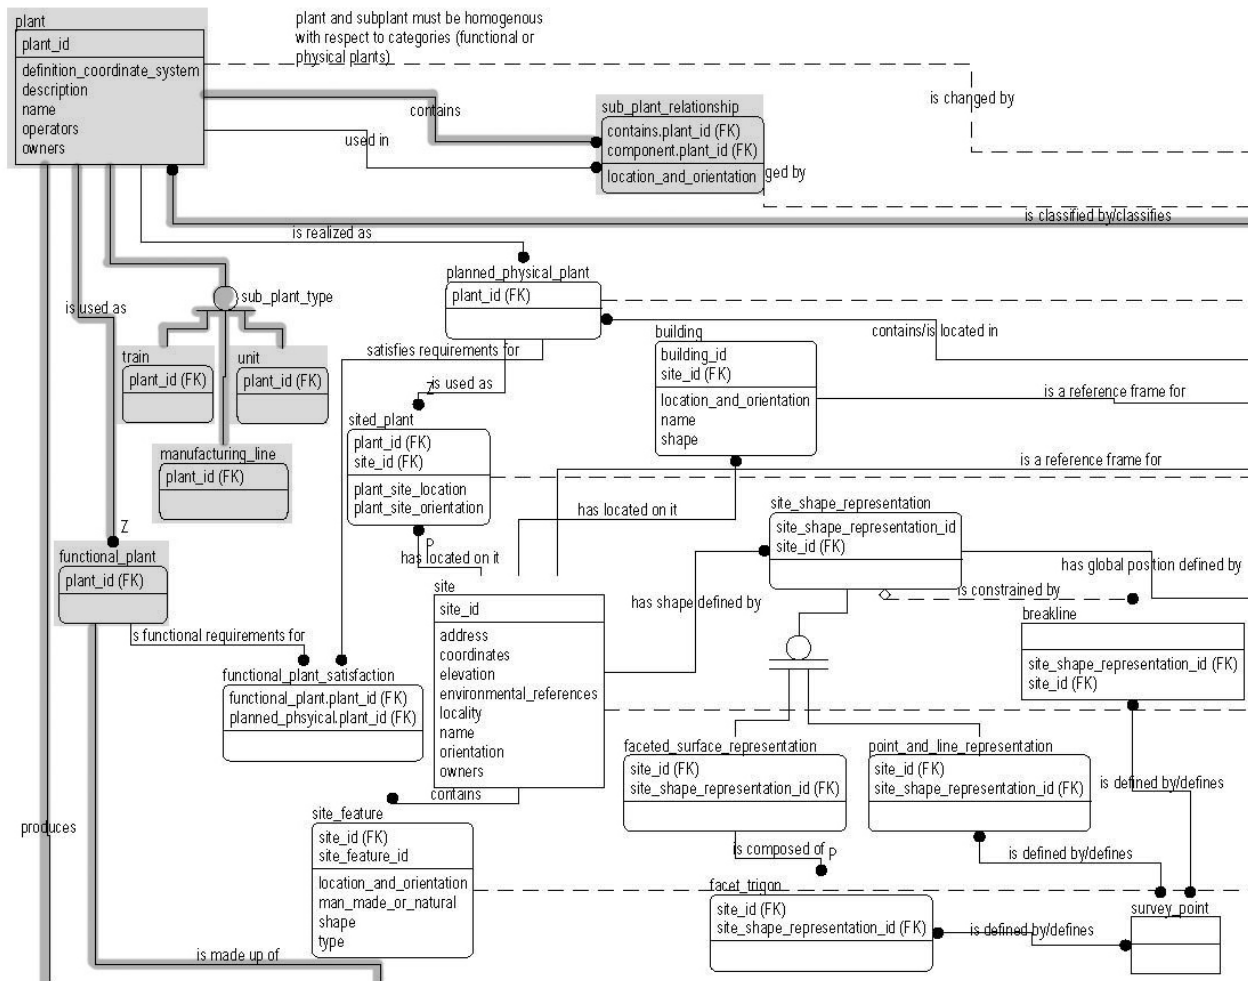 plant
plant_id
definition_coordinate_system
description
name
operators
owners
plant and subplant must be homogenous
with respect to categories (functional or
physical plants)
is changed by
contains
used in
sub_plant_relationship
contains.plant_id (FK)
component.plant_id (FK)
location_and_orientation
ged by
is classified by/classifies
is realized as
planned_physical_plant
plant_id (FK)
sub_plant_type
is used as
train
plant_id (FK)
unit
plant_id (FK)
manufacturing_line
plant_id (FK)
satisfies requirements for
contains/is located in
building
building_id
site_id (FK)
location_and_orientation
name
shape
is a reference frame for
is used as
Z
sited_plant
plant_id (FK)
site_id (FK)
plant_site_location
plant_site_orientation
is a reference frame for
has located on it
P
has located on it
Z
functional_plant
plant_id (FK)
s functional requirements for
functional_plant_satisfaction
functional_plant.plant_id (FK)
planned_phsyical.plant_id (FK)
site
site_id
address
coordinates
elevation
environmental_references
locality
name
orientation
owners
site_shape_representation
site_shape_representation_id
site_id (FK)
has shape defined by
has global position defined by
is constrained by
breakline
site_shape_representation_id (FK)
site_id (FK)
faceted_surface_representation
site_id (FK)
site_shape_representation_id (FK)
point_and_line_representation
site_id (FK)
site_shape_representation_id (FK)
is defined by/defines
contains
site_feature
site_id (FK)
site_feature_id
location_and_orientation
man_made_or_natural
shape
type
produces
is composed of
P
is defined by/defines
facet_trigon
site_id (FK)
site_shape_representation_id (FK)
is defined by/defines
survey_point
is made up of